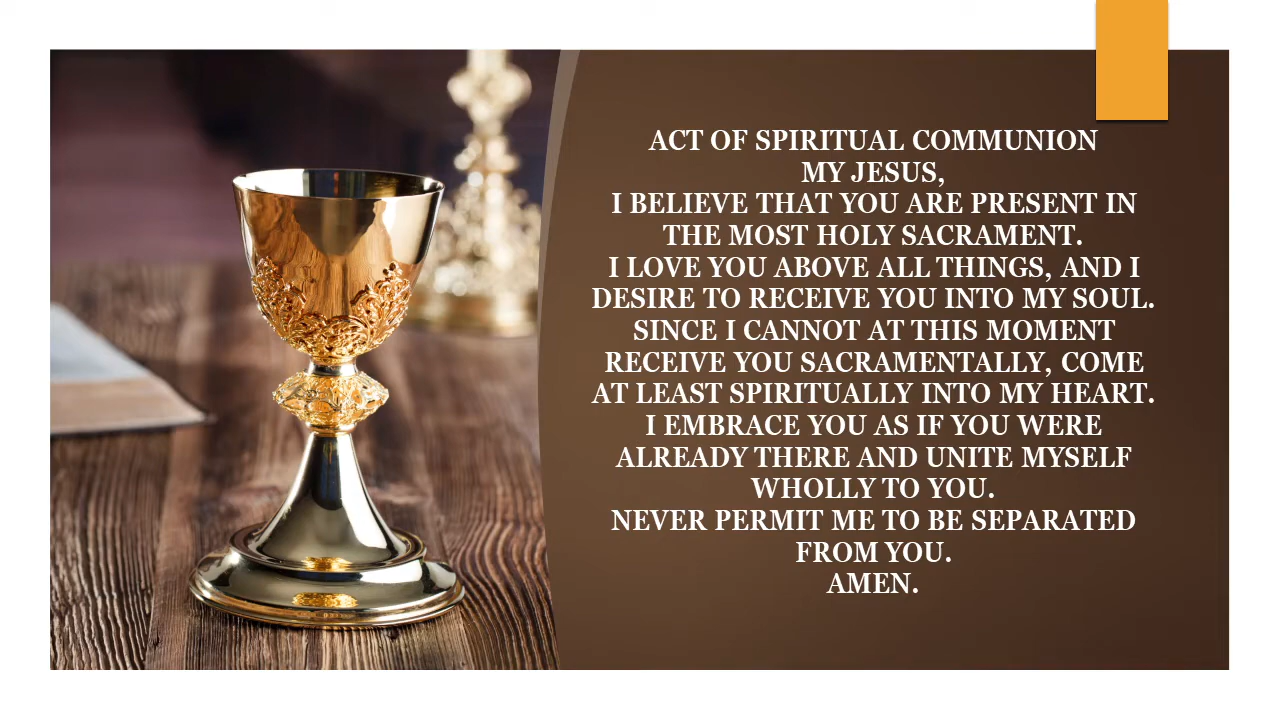 ACT OF SPIRITUAL COMMUNION
MY JESUS,
I BELIEVE THAT YOU ARE PRESENT IN
THE MOST HOLY SACRAMENT.
I LOVE YOU ABOVE ALL THINGS, AND I
DESIRE TO RECEIVE YOU INTO MY SOUL.
SINCE I CANNOT AT THIS MOMENT
RECEIVE YOU SACRAMENTALLY, COME
AT LEAST SPIRITUALLY INTO MY HEART.
I EMBRACE YOU AS IF YOU WERE
ALREADY THERE AND UNITE MYSELF
WHOLLY TO YOU.
NEVER PERMIT ME TO BE SEPARATED
FROM YOU.
AMEN.